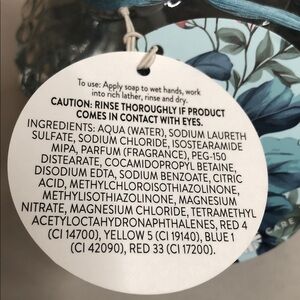 To use: Apply soap to wet hands, work
into rich lather, rinse and dry.
CAUTION: RINSE THOROUGHLY IF PRODUCT
COMES IN CONTACT WITH EYES.
INGREDIENTS: AQUA (WATER), SODIUM LAURETH
SULFATE, SODIUM CHLORIDE, ISOSTEARAMIDE
MIPA, PARFUM (FRAGRANCE), PEG-150
DISTEARATE, COCAMIDOPROPYL BETAINE,
DISODIUM EDTA, SODIUM BENZOATE, CITRIC
ACID, METHYLCHLOROISOTHIAZOLINONE,
METHYLISOTHIAZOLINONE, MAGNESIUM
NITRATE, MAGNESIUM CHLORIDE, TETRAMETHYL
ACETYLOCTAHYDRONAPHTHALENES, RED 4
(CI 14700), YELLOW 5 (CI 19140), BLUE 1
(CI 42090), RED 33 (CI 17200).
CARE